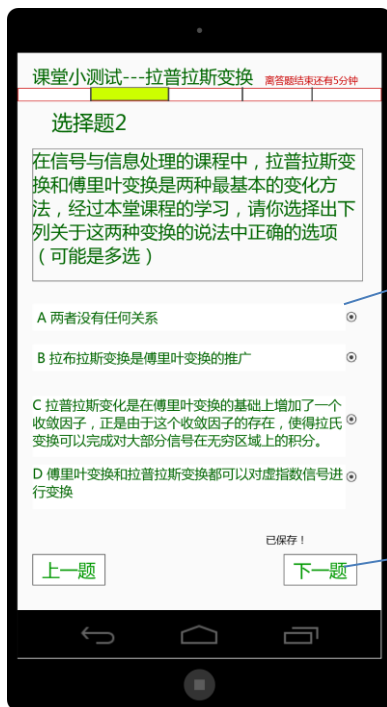 课堂小测试---拉普拉斯变换 离答题结束还有5分钟
选择题2
在信号与信息处理的课程中，拉普拉斯变
换和傅里叶变换是两种最基本的变化方
法，经过本堂课程的学习，请你选择出下
列关于这两种变换的说法中正确的选项
（可能是多选）
A 两者没有任何关系
B 拉布拉斯变换是傅里叶变换的推广
C 拉普拉斯变化是在傅里叶变换的基础上增加了一个
收敛因子，正是由于这个收敛因子的存在，使得拉氏
变换可以完成对大部分信号在无穷区域上的积分。
D 傅里叶变换和拉普拉斯变换都可以对虚指数信号进
行变换
已保存！
上一题 下一题